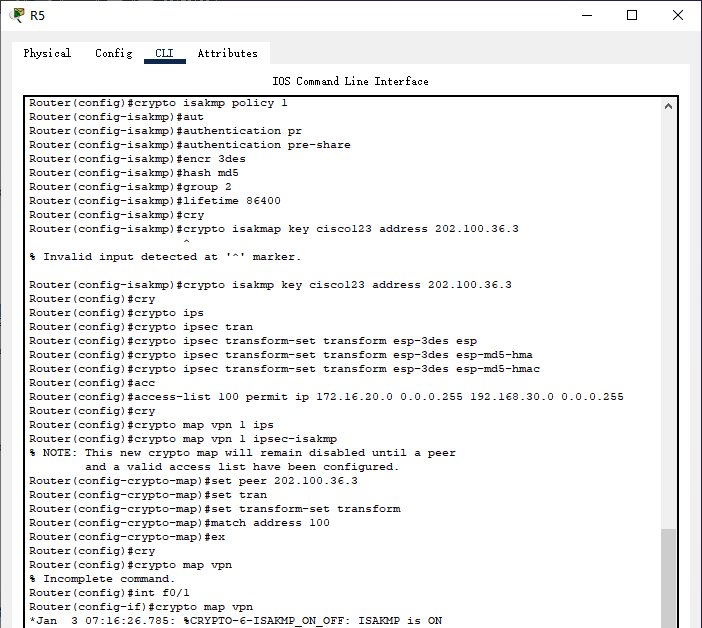 R5
Physical Config CLI Attributes
IOS Command Line Interface
Router(config)#crypto isakmp policy 1
Router(config-isakmp)#aut
Router(config-isakmp)#authentication pr
Router(config-isakmp)#authentication pre-share
Router(config-isakmp)#encr 3des
Router(config-isakmp)#hash md5
Router(config-isakmp)#group 2
Router(config-isakmp)#lifetime 86400
Router(config-isakmp)#cry
Router(config-isakmp)#crypto isakmap key cisco123 address 202.100.36.3
^
% Invalid input detected at '^' marker.
Router(config-isakmp)#crypto isakmp key cisco123 address 202.100.36.3
Router(config)#cry
Router(config)#crypto ips
Router(config)#crypto ipsec tran
Router(config)#crypto ipsec transform-set transform esp-3des esp
Router(config)#crypto ipsec transform-set transform esp-3des esp-md5-hma
Router(config)#crypto ipsec transform-set transform esp-3des esp-md5-hmac
Router(config)#acc
Router(config)#access-list 100 permit ip 172.16.20.0 0.0.0.255 192.168.30.0 0.0.0.255
Router(config)#cry
Router(config)#crypto map vpn 1 ips
Router(config)#crypto map vpn 1 ipsec-isakmp
% NOTE: This new crypto map will remain disabled until a peer
and a valid access list have been configured.
Router(config-crypto-map)#set peer 202.100.36.3
Router(config-crypto-map)#set tran
Router(config-crypto-map)#set transform-set transform
Router(config-crypto-map)#match address 100
Router(config-crypto-map)#ex
Router(config)#cry
Router(config)#crypto map vpn
% Incomplete command.
Router(config)#int f0/1
Router(config-if)#crypto map vpn
*Jan  3 07:16:26.785: %CRYPTO-6-ISAKMP_ON_OFF: ISAKMP is ON